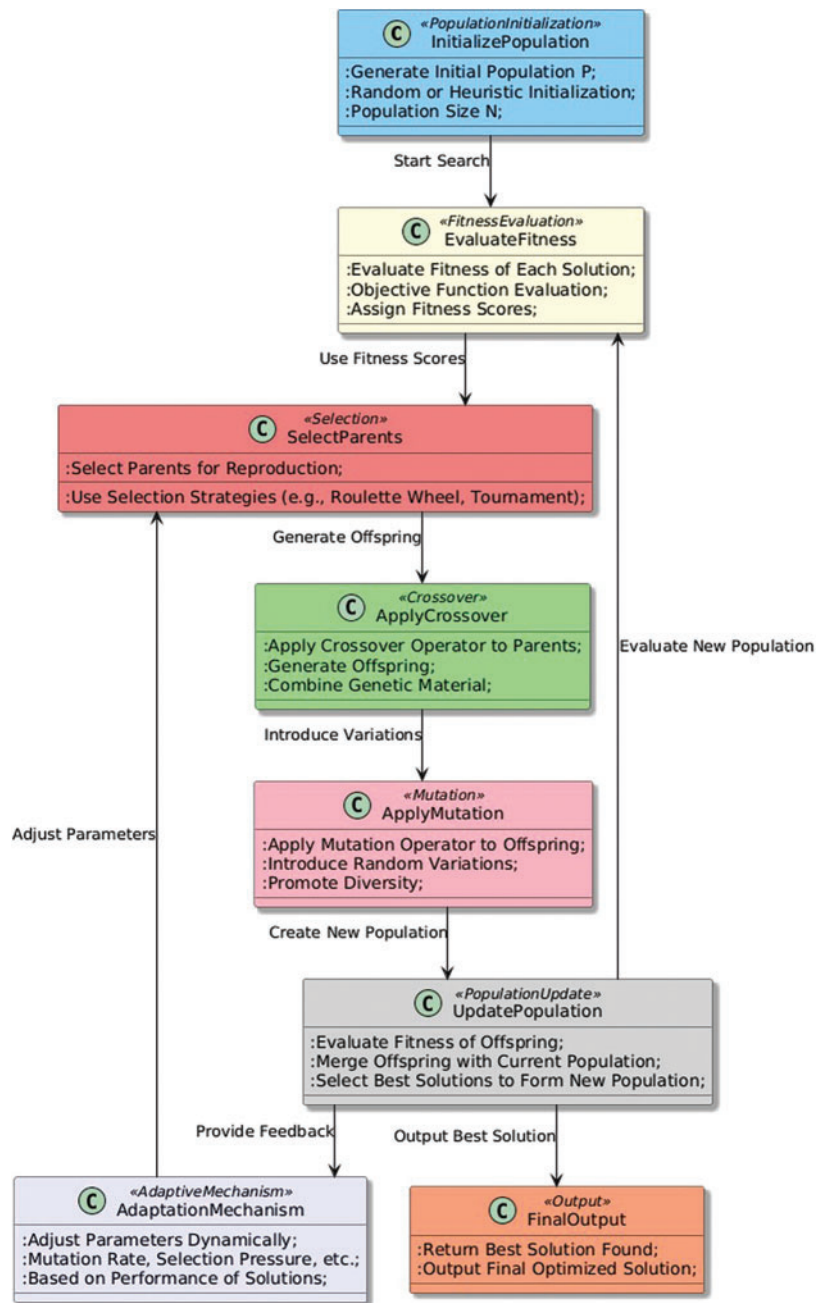 C
«PopulationInitialization»
InitializePopulation
:Generate Initial Population P;
:Random or Heuristic Initialization;
:Population Size N;
Start Search
C
«FitnessEvaluation»
EvaluateFitness
:Evaluate Fitness of Each Solution;
:Objective Function Evaluation;
:Assign Fitness Scores;
Use Fitness Scores
C
«Selection»
SelectParents
:Select Parents for Reproduction;
:Use Selection Strategies (e.g., Roulette Wheel, Tournament);
Generate Offspring
C
«Crossover»
ApplyCrossover
:Apply Crossover Operator to Parents;
:Generate Offspring;
:Combine Genetic Material;
Evaluate New Population
Introduce Variations
C
«Mutation»
ApplyMutation
:Apply Mutation Operator to Offspring;
:Introduce Random Variations;
:Promote Diversity;
Adjust Parameters
Create New Population
C
«PopulationUpdate»
UpdatePopulation
:Evaluate Fitness of Offspring;
:Merge Offspring with Current Population;
:Select Best Solutions to Form New Population;
Provide Feedback
Output Best Solution
C
«AdaptiveMechanism»
AdaptationMechanism
:Adjust Parameters Dynamically;
:Mutation Rate, Selection Pressure, etc.;
:Based on Performance of Solutions;
C
«Output»
FinalOutput
:Return Best Solution Found;
:Output Final Optimized Solution;